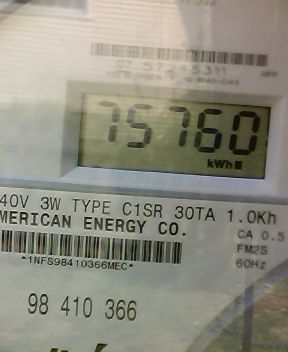 75760
kWh
40V 3W TYPE C1SR 30TA 1.0Kh
MERICAN ENERGY CO.
CA 0.5
FM2S
*1NFS98410366MEC*
60Hz
98 410 366